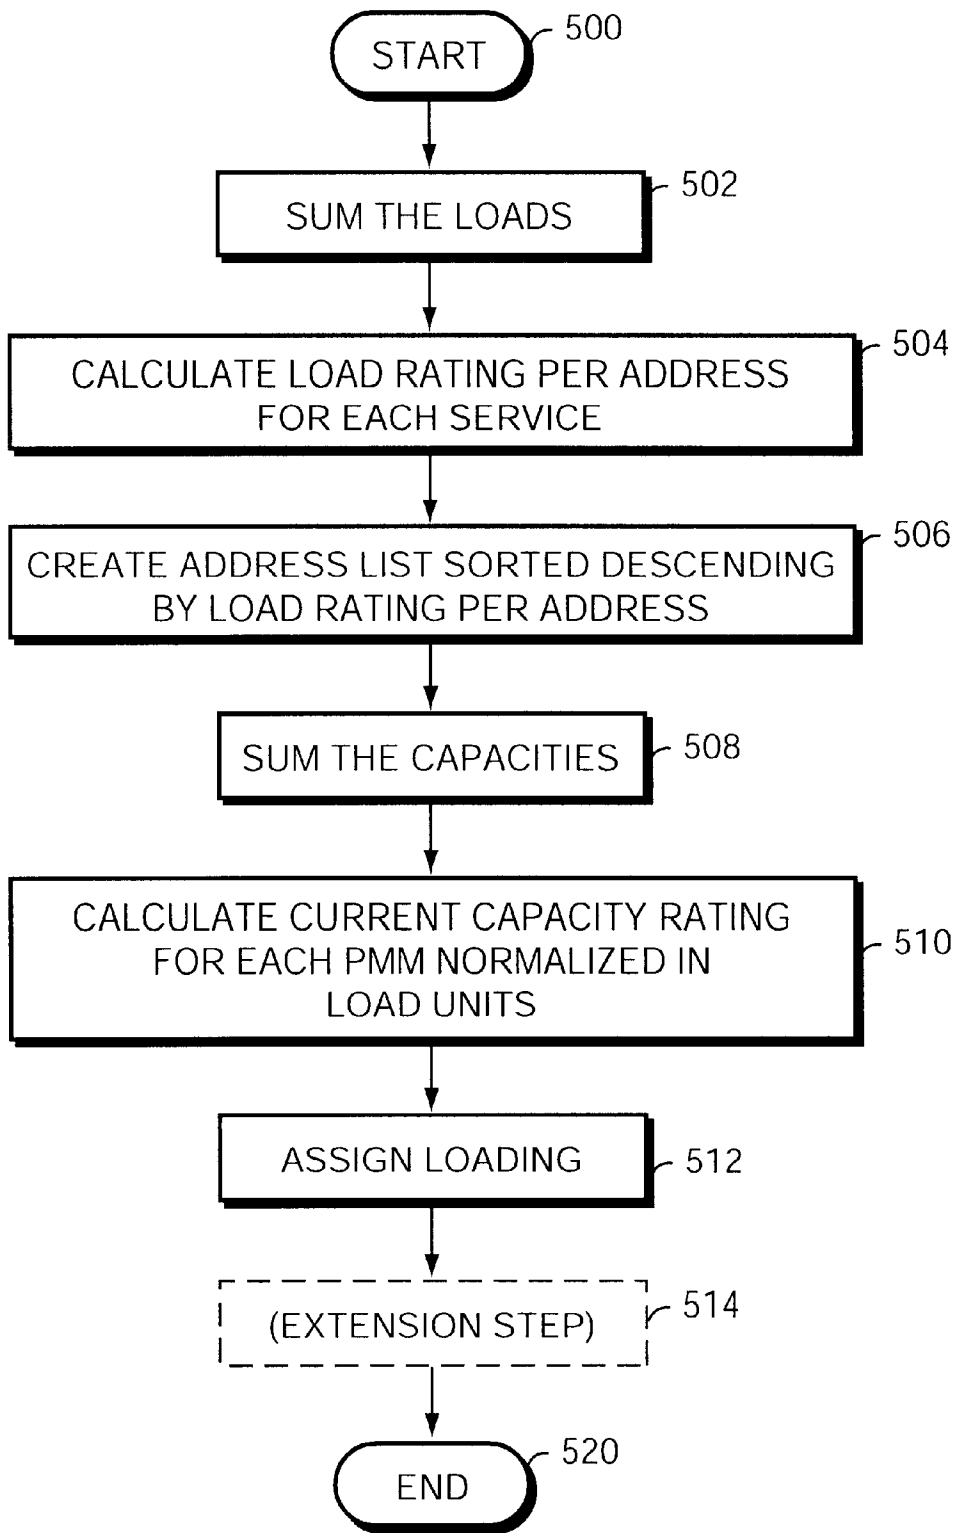 START
500
SUM THE LOADS
502
CALCULATE LOAD RATING PER ADDRESS
FOR EACH SERVICE
504
CREATE ADDRESS LIST SORTED DESCENDING
BY LOAD RATING PER ADDRESS
506
SUM THE CAPACITIES
508
CALCULATE CURRENT CAPACITY RATING
FOR EACH PMM NORMALIZED IN
LOAD UNITS
510
ASSIGN LOADING
512
(EXTENSION STEP)
514
END
520